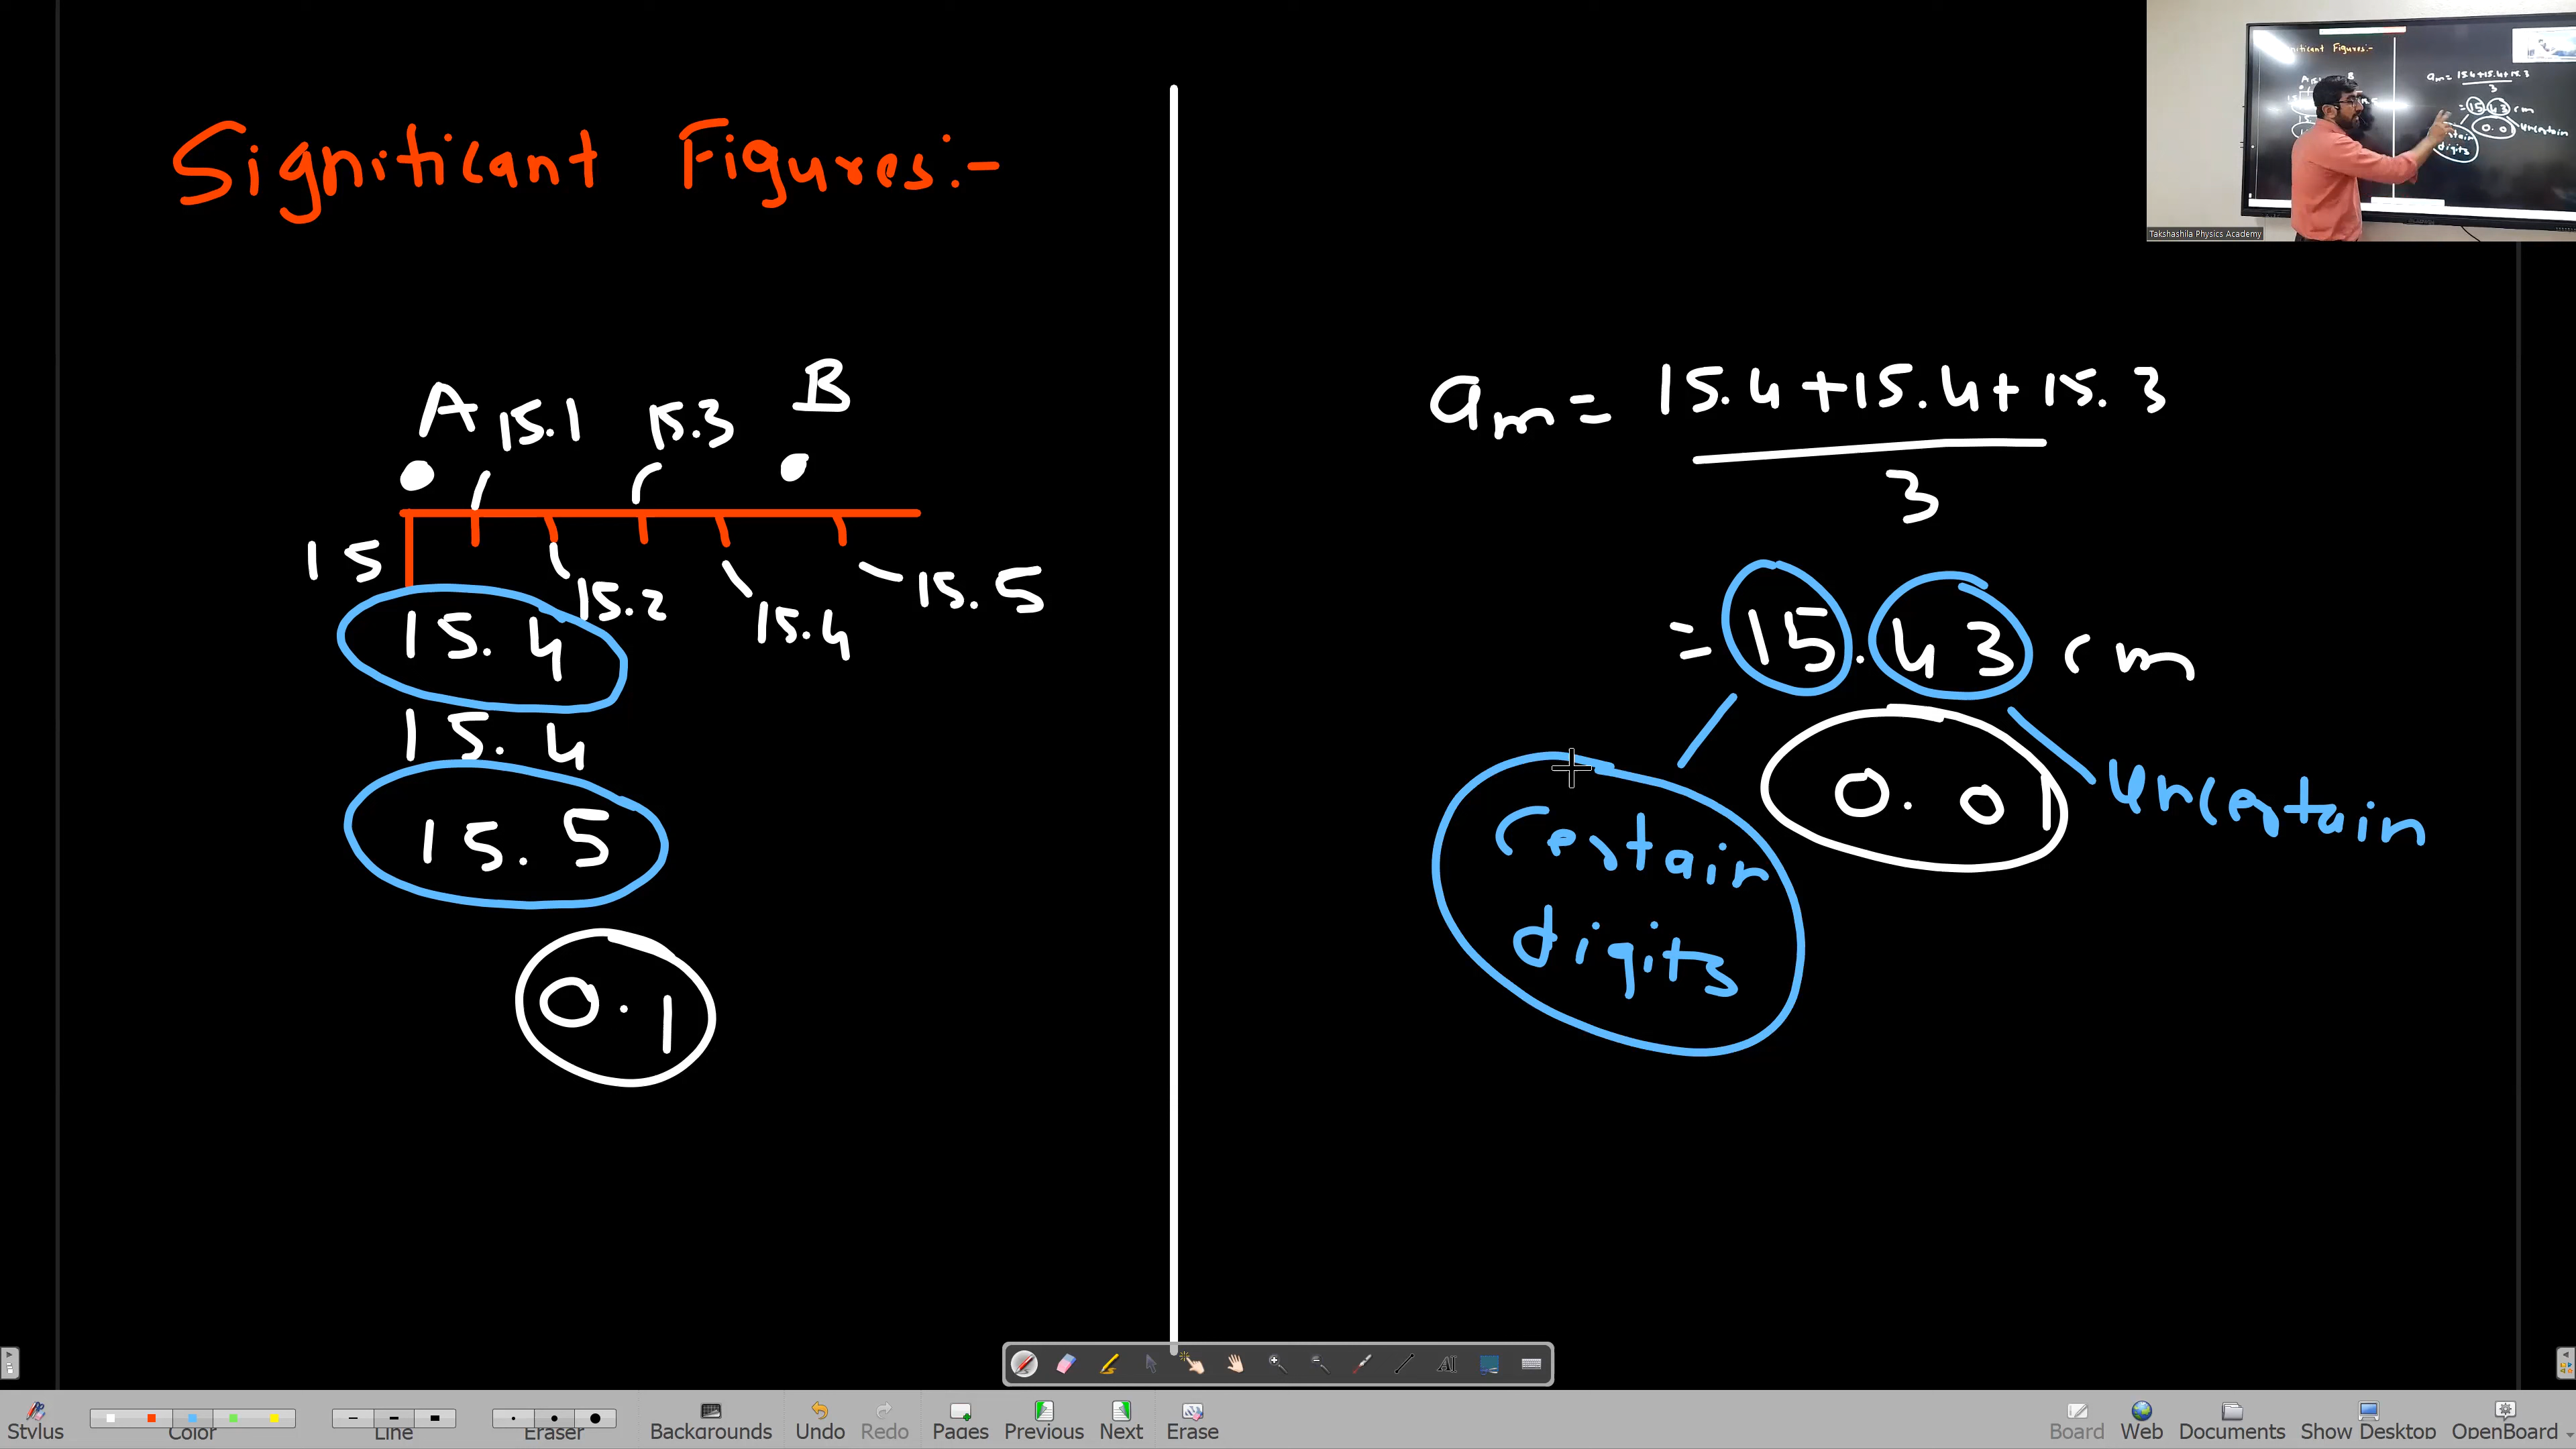 Significant Figures:-
A 15.1 15.3 B
15 15.2 15.4 15.5
15.4
15.4
15.5
0.1
am = 15.4+15.4+15.3
3
= 15.43 cm
0.01
Certain
digits
uncertain
Takshashila Physics Academy
Stylus
Color
Line
Eraser
Backgrounds
Undo
Redo
Pages
Previous
Next
Erase
Board
Web
Documents
Show Desktop
OpenBoard